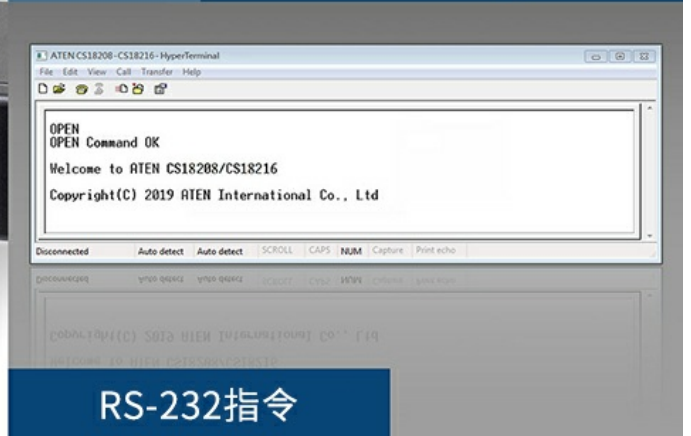 ATEN CS18208-CS18216- HyperTerminal
File Edit View Call Transfer Help
OPEN
OPEN Command OK
Welcome to ATEN CS18208/CS18216
Copyright(C) 2019 ATEN International Co., Ltd
Disconnected Auto detect Auto detect SCROLL CAPS NUM Capture Print echo
RS-232指令